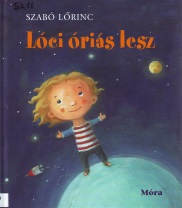 SZABÓ LŐRINC
Lóci óriás lesz
Móra